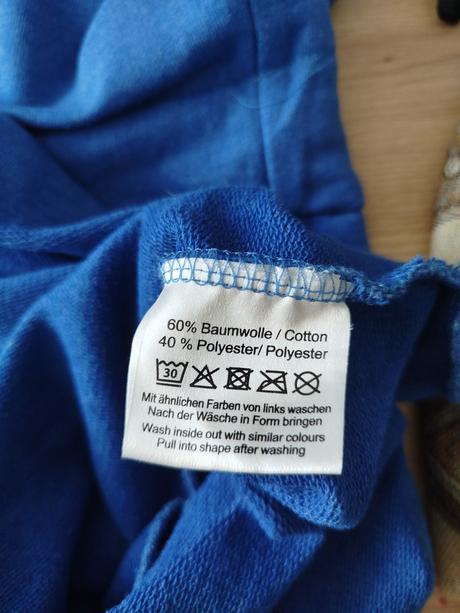 60% Baumwolle / Cotton
40 % Polyester/ Polyester
30
Mit ähnlichen Farben von links waschen
Nach der Wäsche in Form bringen
Wash inside out with similar colours
Pull into shape after washing